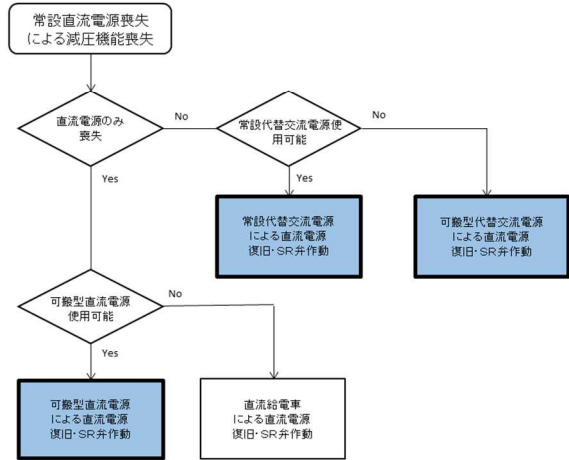 常設直流電源喪失
による減圧機能喪失
直流電源のみ
喪失
No
常設代替交流電源使
用可能
No
Yes
Yes
常設代替交流電源
による直流電源
復旧・SR弁作動
可搬型代替交流電源
による直流電源
復旧・SR弁作動
可搬型直流電源
使用可能
No
Yes
可搬型直流電源
による直流電源
復旧・SR弁作動
直流給電車
による直流電源
復旧・SR弁作動